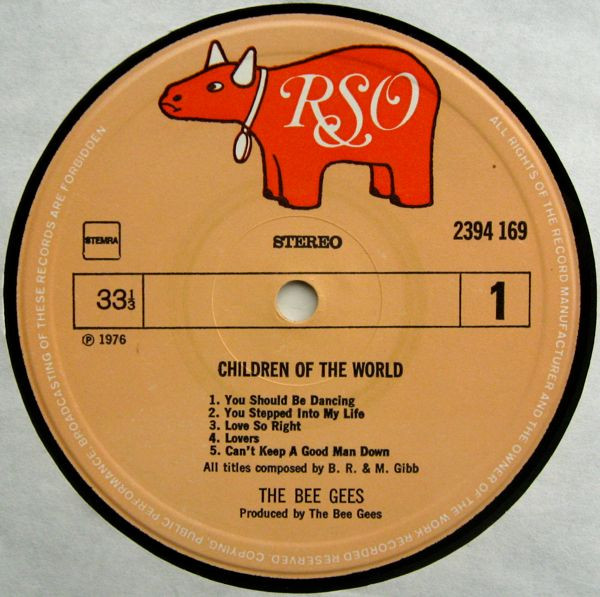 RSO
STEMRA
STEREO
2394 169
33⅓
1
℗ 1976
CHILDREN OF THE WORLD
1. You Should Be Dancing
2. You Stepped Into My Life
3. Love So Right
4. Lovers
5. Can't Keep A Good Man Down
All titles composed by B. R. & M. Gibb
THE BEE GEES
Produced by The Bee Gees
ALL RIGHTS OF THE RECORD MANUFACTURER AND THE OWNER OF THE WORK RECORDED RESERVED. COPYING, PUBLIC PERFORMANCE, BROADCASTING OF THESE RECORDS ARE FORBIDDEN